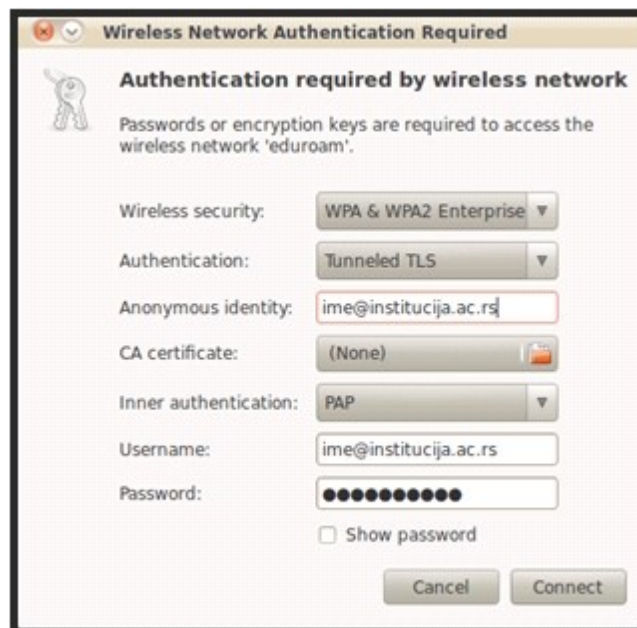 Wireless Network Authentication Required
Authentication required by wireless network
Passwords or encryption keys are required to access the
wireless network 'eduroam'.
Wireless security: WPA & WPA2 Enterprise
Authentication: Tunneled TLS
Anonymous identity: ime@institucija.ac.rs
CA certificate: (None)
Inner authentication: PAP
Username: ime@institucija.ac.rs
Password: ●●●●●●●●●●
Show password
Cancel Connect